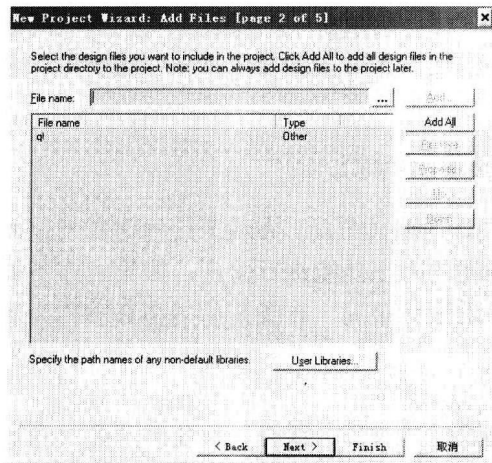 New Project Wizard: Add Files [page 2 of 5]
Select the design files you want to include in the project. Click Add All to add all design files in the
project directory to the project. Note: you can always add design files to the project later.
File name: ... Add
File name Type Add All
qt Other
Properties
Up
Down
Specify the path names of any non-default libraries. User Libraries...
< Back Next > Finish 取消